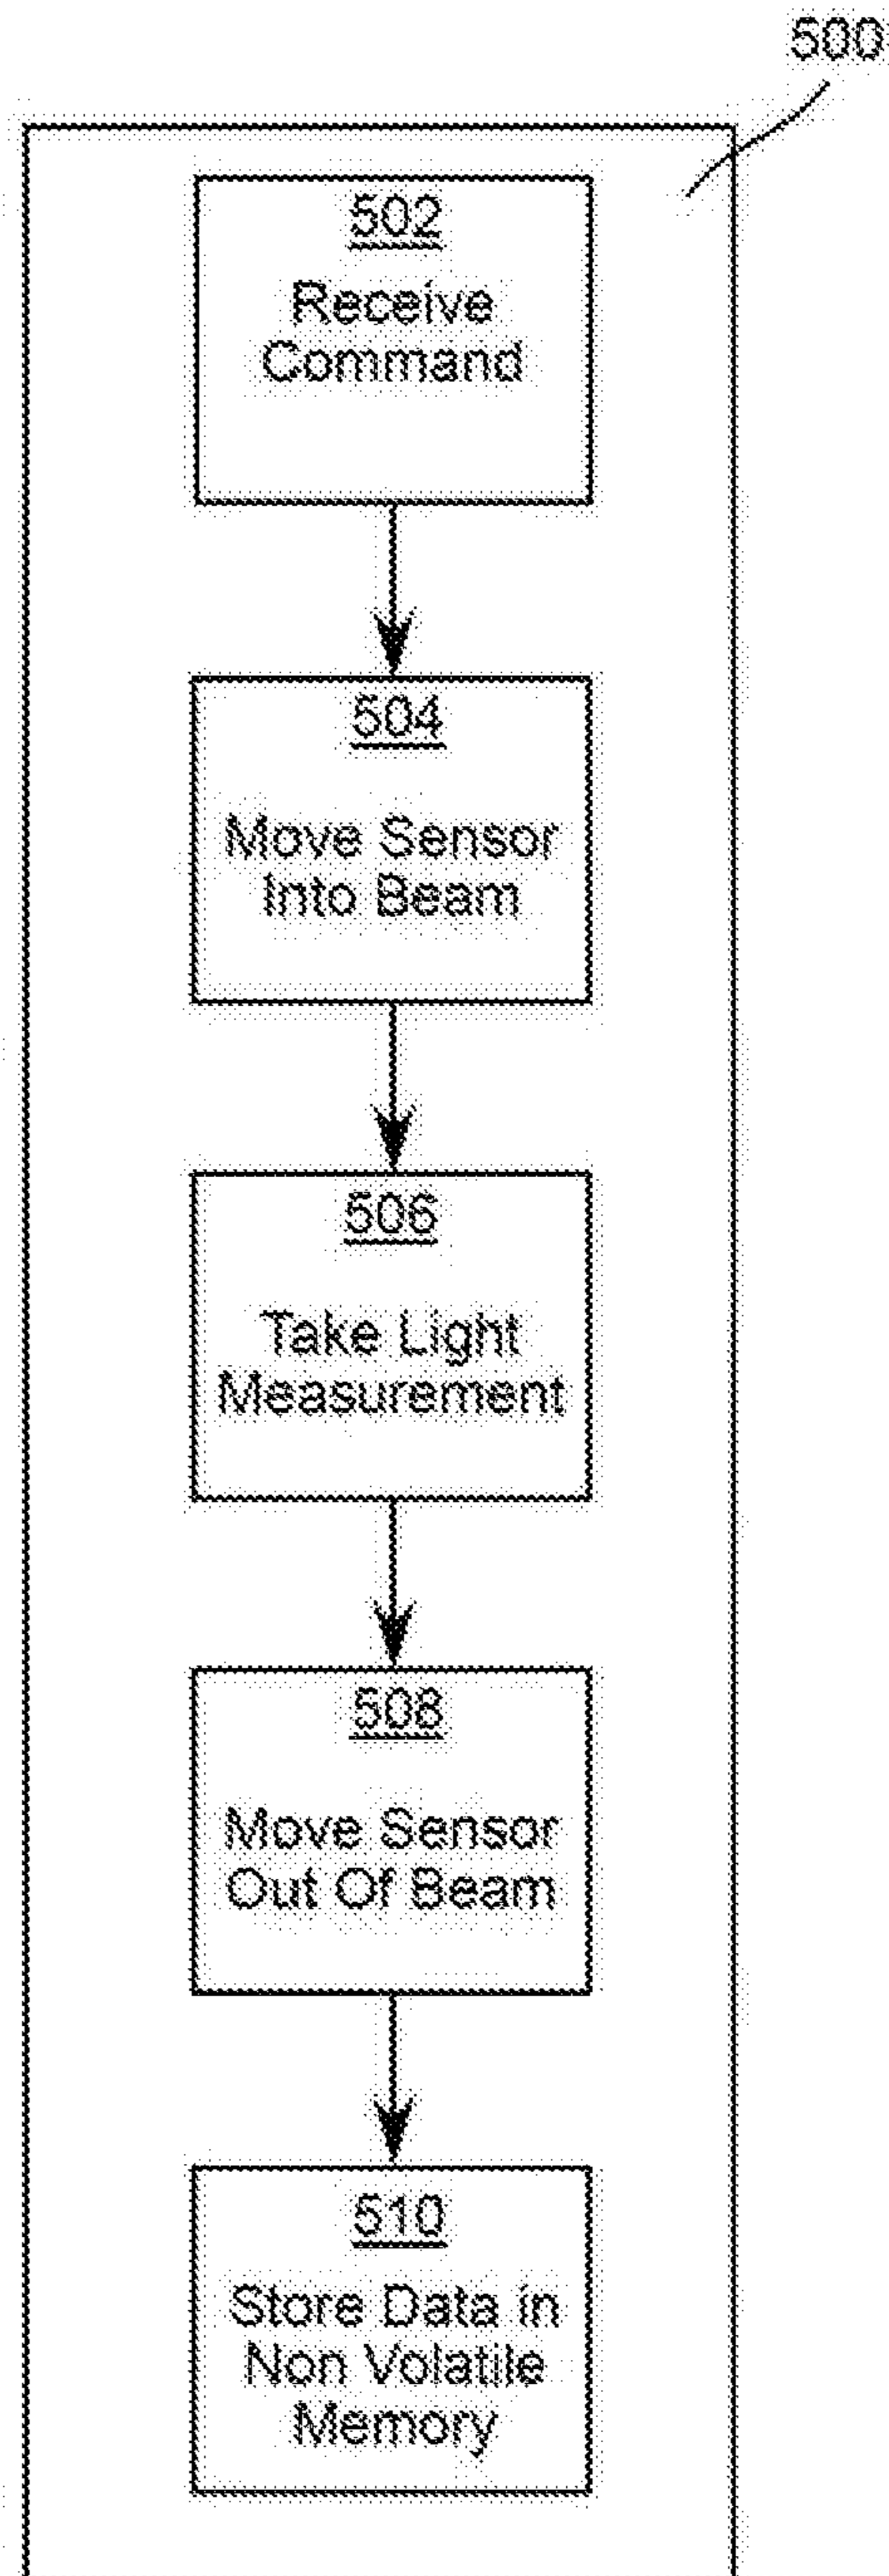 500
502
Receive
Command
504
Move Sensor
Into Beam
506
Take Light
Measurement
508
Move Sensor
Out Of Beam
510
Store Data in
Non Volatile
Memory